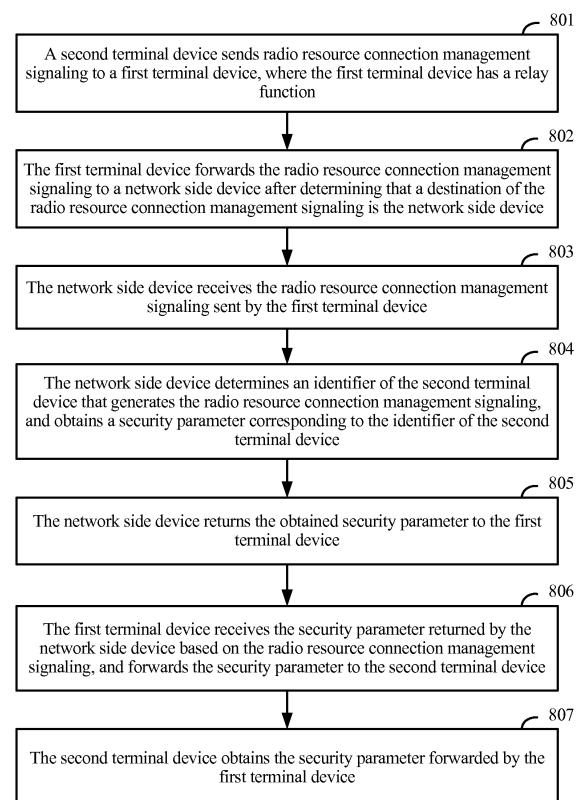 801
A second terminal device sends radio resource connection management
signaling to a first terminal device, where the first terminal device has a relay
function
802
The first terminal device forwards the radio resource connection management
signaling to a network side device after determining that a destination of the
radio resource connection management signaling is the network side device
803
The network side device receives the radio resource connection management
signaling sent by the first terminal device
804
The network side device determines an identifier of the second terminal
device that generates the radio resource connection management signaling,
and obtains a security parameter corresponding to the identifier of the second
terminal device
805
The network side device returns the obtained security parameter to the first
terminal device
806
The first terminal device receives the security parameter returned by the
network side device based on the radio resource connection management
signaling, and forwards the security parameter to the second terminal device
807
The second terminal device obtains the security parameter forwarded by the
first terminal device